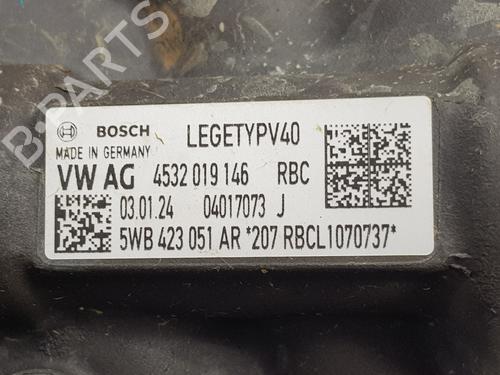 BOSCH LEGETYPV40
MADE IN GERMANY
VW AG 4532 019 146 RBC
03.01.24 04017073 J
5WB 423 051 AR *207 RBCL1070737*
B-PARTS